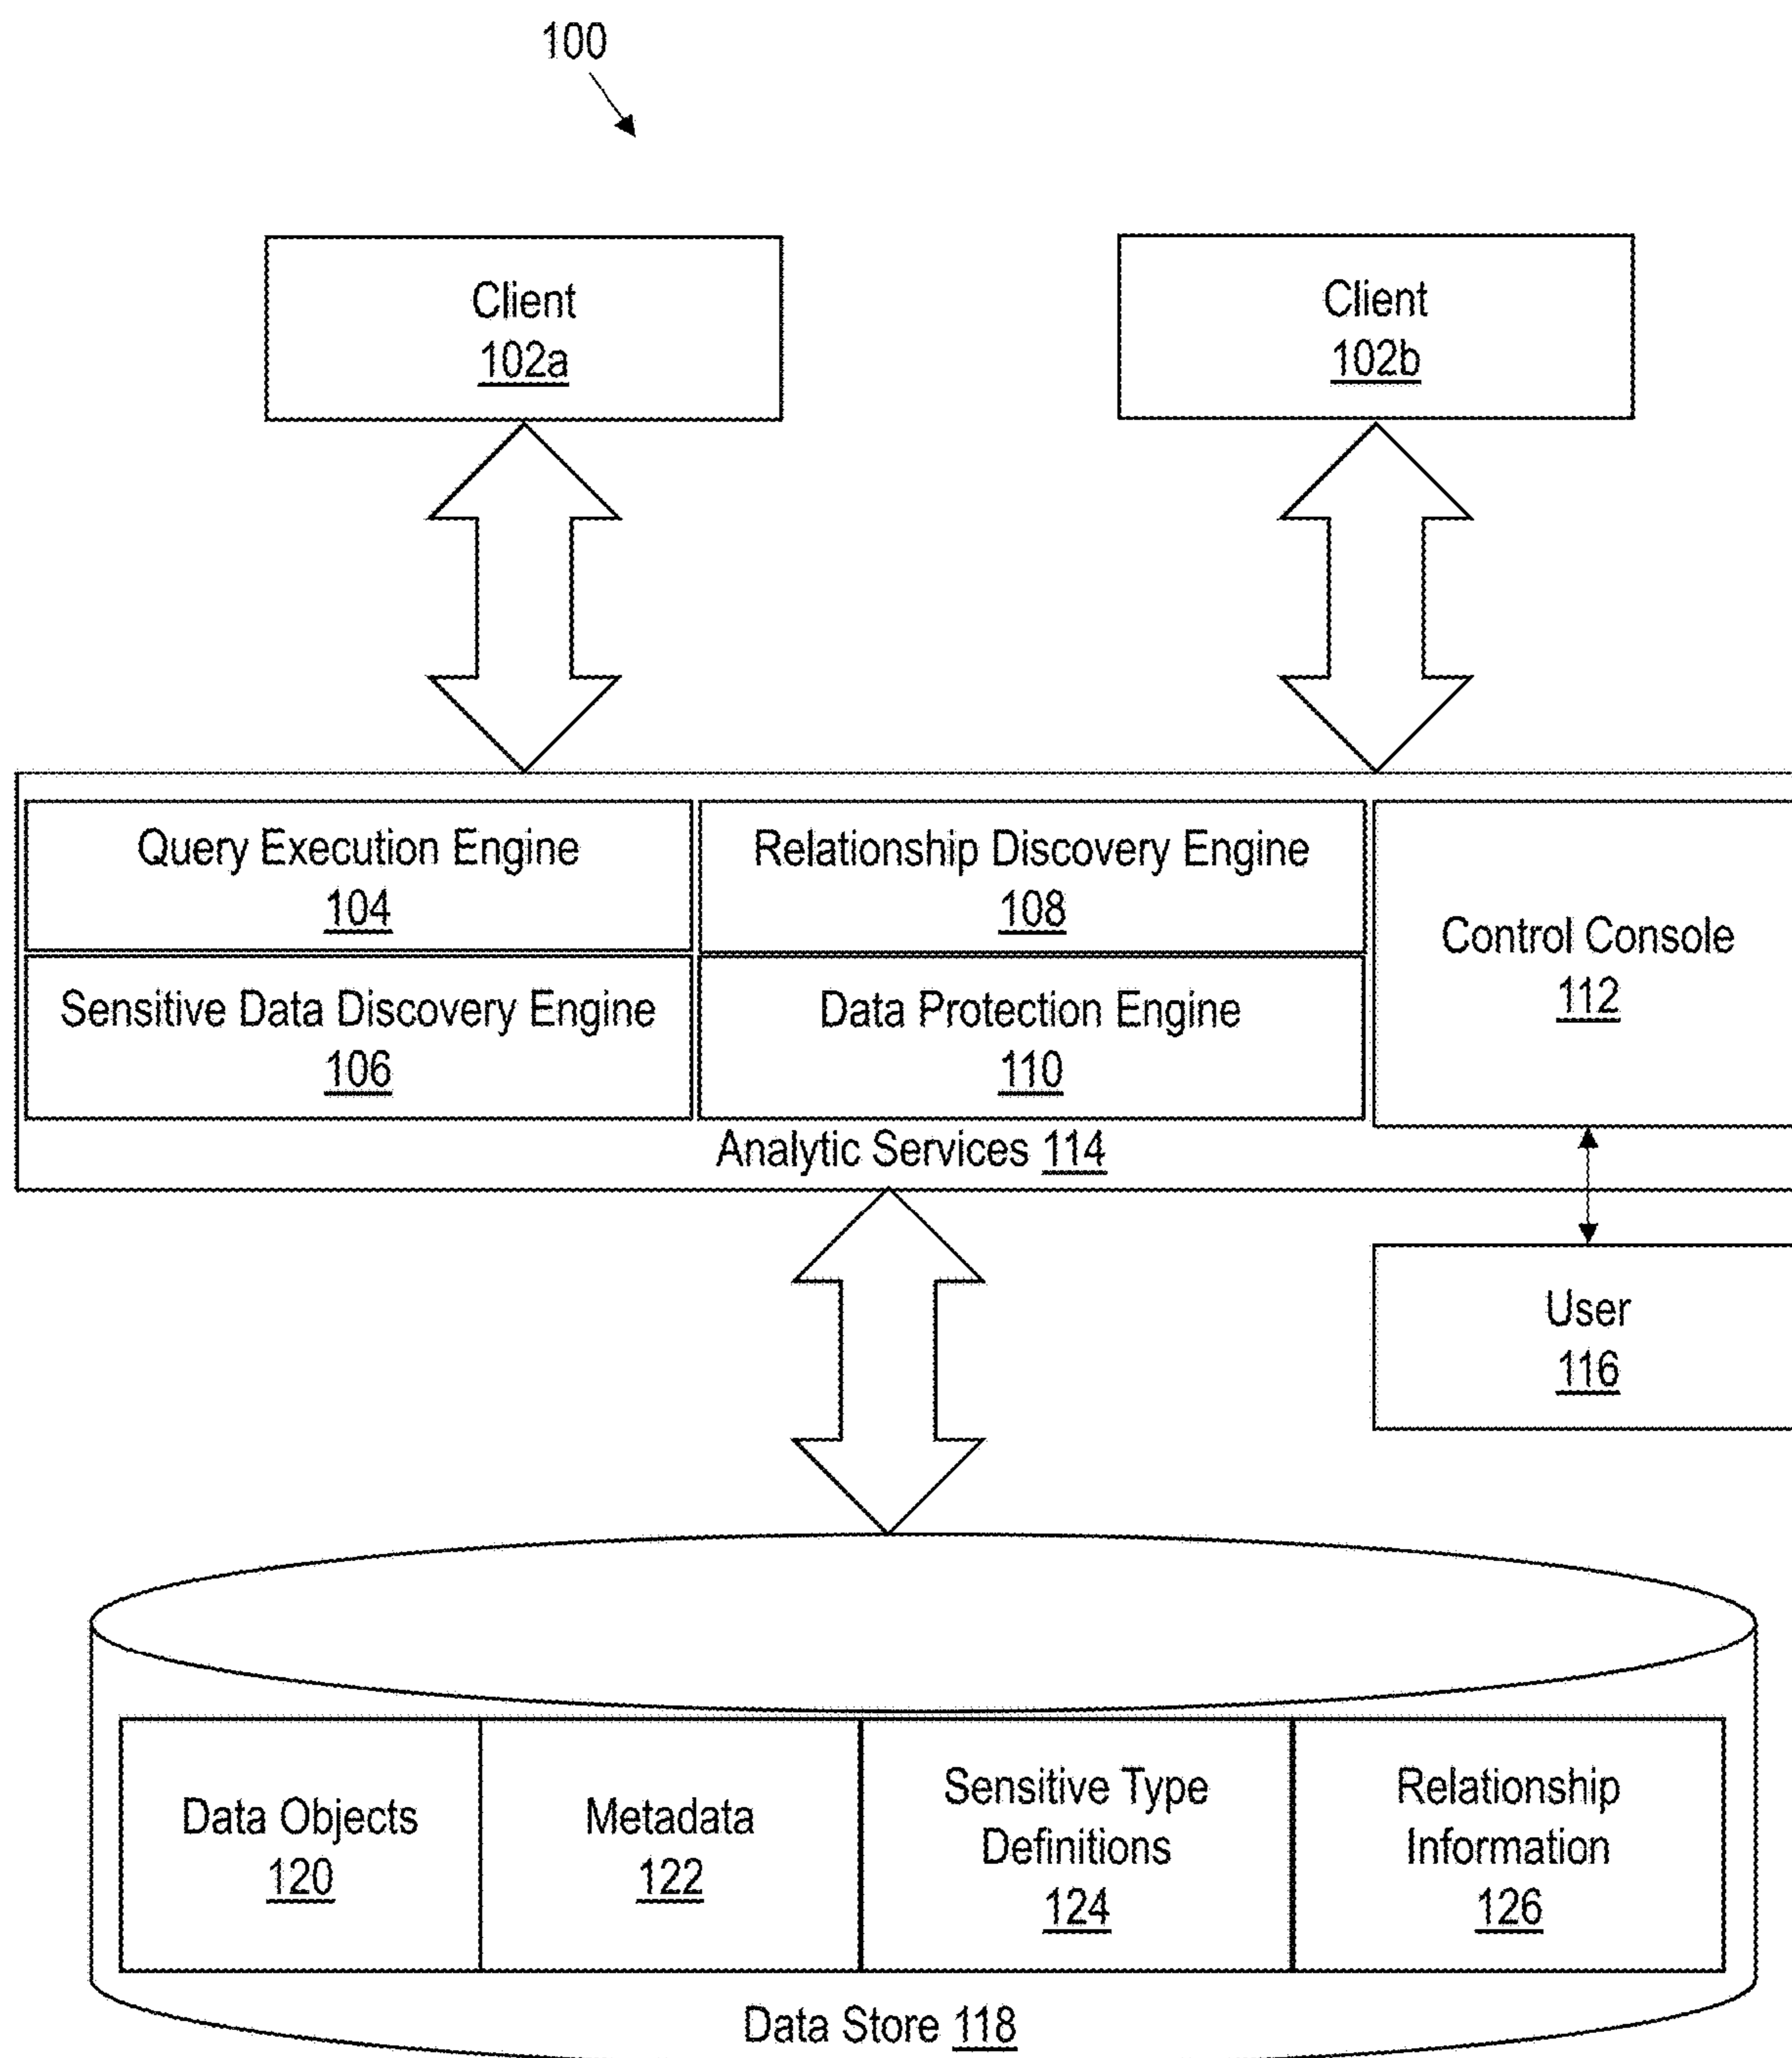 100
Client
102a
Client
102b
Query Execution Engine
104
Relationship Discovery Engine
108
Control Console
112
Sensitive Data Discovery Engine
106
Data Protection Engine
110
Analytic Services 114
User
116
Data Objects
120
Metadata
122
Sensitive Type
Definitions
124
Relationship
Information
126
Data Store 118